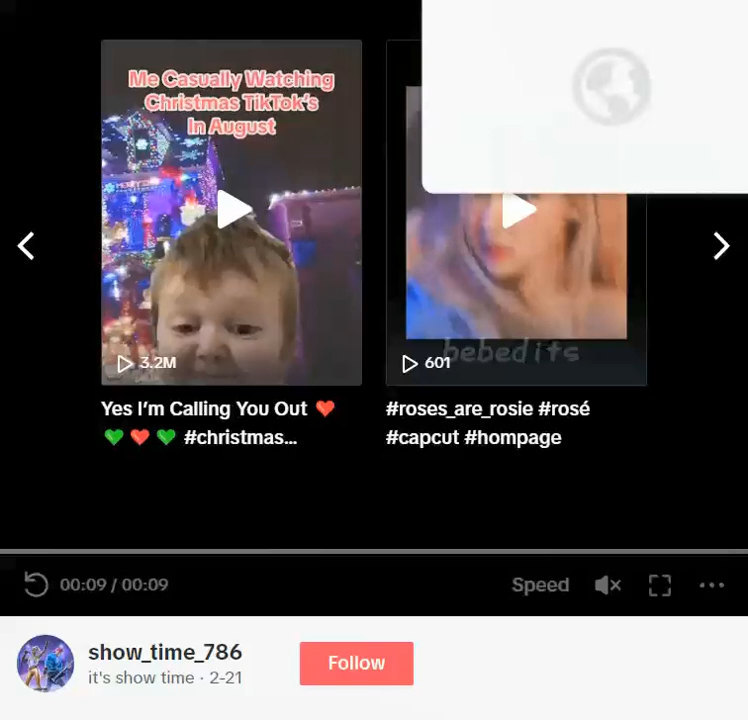 Me Casually Watching
Christmas TikTok's
In August
3.2M
bebedits
601
Yes I'm Calling You Out ❤️
💚 ❤️ 💚 #christmas...
#roses_are_rosie #rosé
#capcut #hompage
00:09 / 00:09
Speed
show_time_786
it's show time · 2-21
Follow